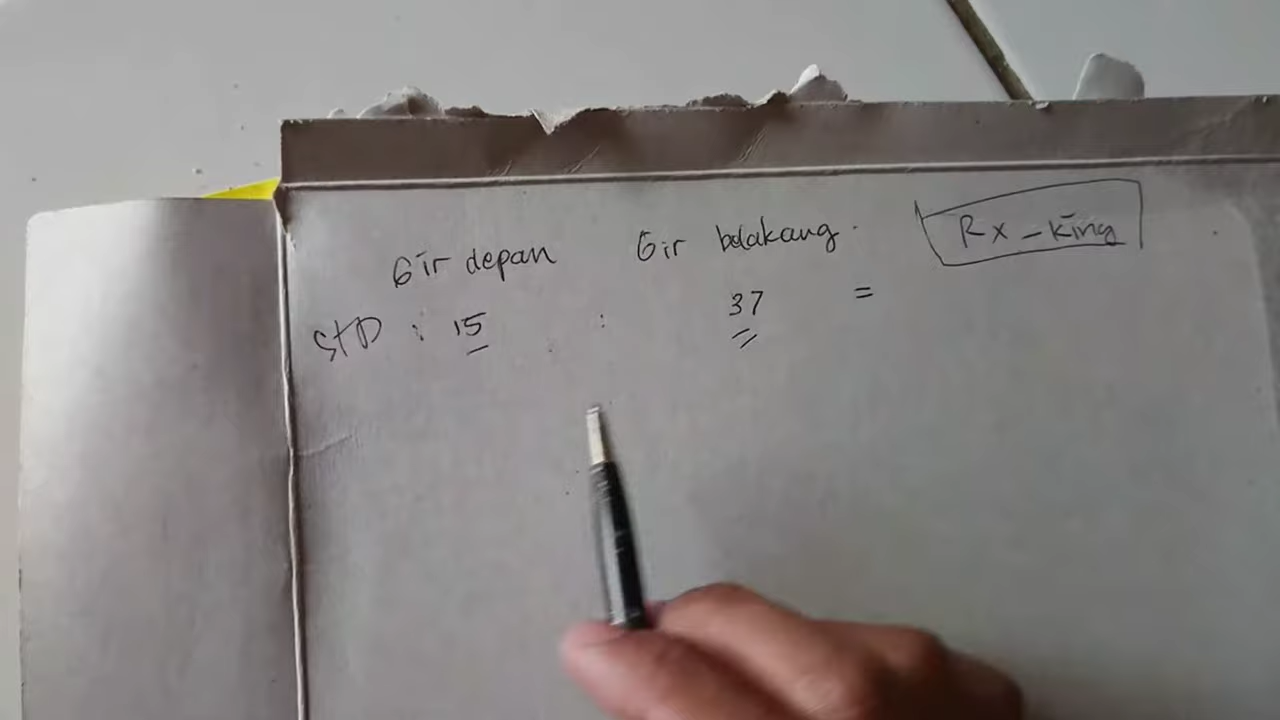 Gir depan Gir belakang.
Rx - King
STD : 15 : 37 =